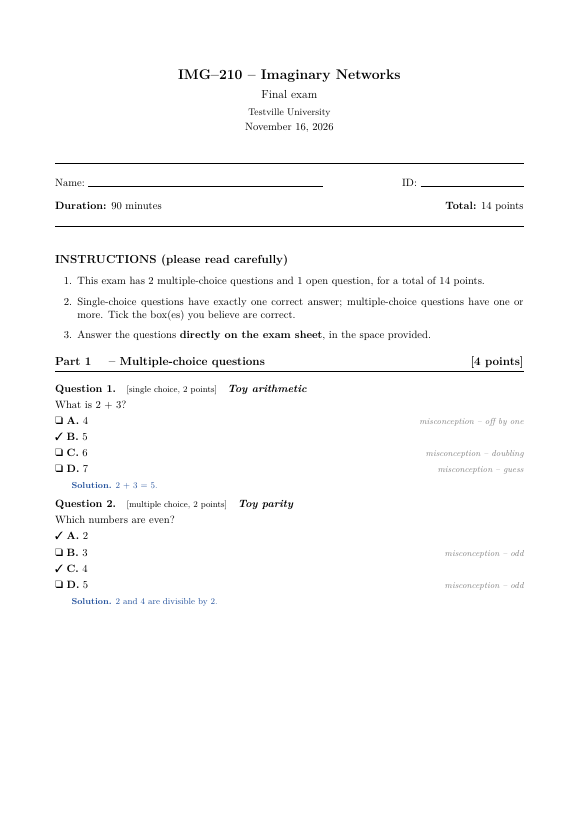 IMG–210 – Imaginary Networks
Final exam
Testville University
November 16, 2026
Name: ID:
Duration: 90 minutes Total: 14 points
INSTRUCTIONS (please read carefully)
1. This exam has 2 multiple-choice questions and 1 open question, for a total of 14 points.
2. Single-choice questions have exactly one correct answer; multiple-choice questions have one or
more. Tick the box(es) you believe are correct.
3. Answer the questions directly on the exam sheet, in the space provided.
Part 1 – Multiple-choice questions [4 points]
Question 1. [single choice, 2 points] Toy arithmetic
What is 2 + 3?
❏ A. 4 misconception – off by one
✓ B. 5
❏ C. 6 misconception – doubling
❏ D. 7 misconception – guess
Solution. 2 + 3 = 5.
Question 2. [multiple choice, 2 points] Toy parity
Which numbers are even?
✓ A. 2
❏ B. 3 misconception – odd
✓ C. 4
❏ D. 5 misconception – odd
Solution. 2 and 4 are divisible by 2.